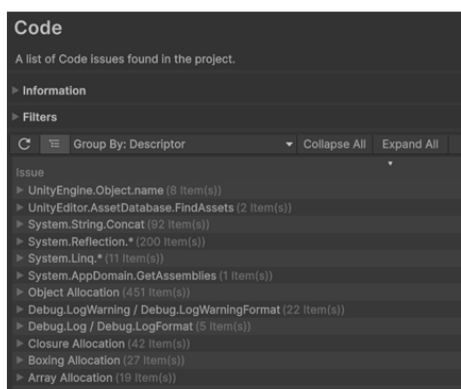 Code
A list of Code issues found in the project.
Information
Filters
Group By: Descriptor Collapse All Expand All
Issue
UnityEngine.Object.name (8 Item(s))
UnityEditor.AssetDatabase.FindAssets (2 Item(s))
System.String.Concat (92 Item(s))
System.Reflection.* (200 Item(s))
System.Linq.* (11 Item(s))
System.AppDomain.GetAssemblies (1 Item(s))
Object Allocation (451 Item(s))
Debug.LogWarning / Debug.LogWarningFormat (22 Item(s))
Debug.Log / Debug.LogFormat (5 Item(s))
Closure Allocation (42 Item(s))
Boxing Allocation (27 Item(s))
Array Allocation (19 Item(s))